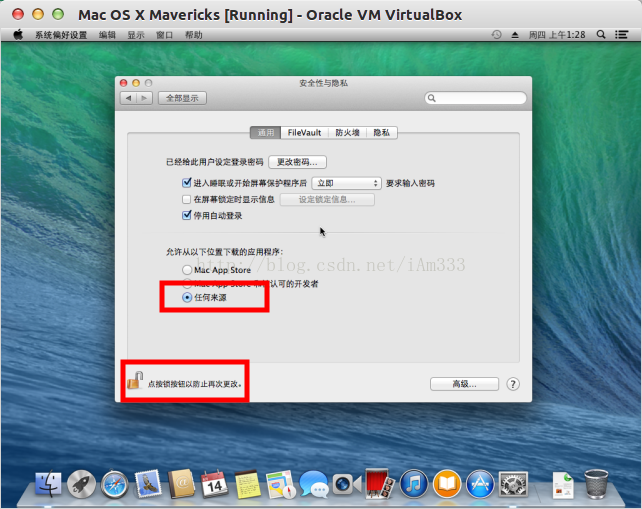 Mac OS X Mavericks [Running] - Oracle VM VirtualBox
系统偏好设置 编辑 显示 窗口 帮助 周四 上午1:28
安全性与隐私
全部显示
通用 FileVault 防火墙 隐私
已经给此用户设定登录密码 更改密码...
进入睡眠或开始屏幕保护程序后 立即 要求输入密码
在屏幕锁定时显示信息 设定锁定信息...
停用自动登录
允许从以下位置下载的应用程序:
http://blog.csdn.net/iAm333
Mac App Store
Mac App Store 和被认可的开发者
任何来源
点按锁按钮以防止再次更改。 高级... ?
14